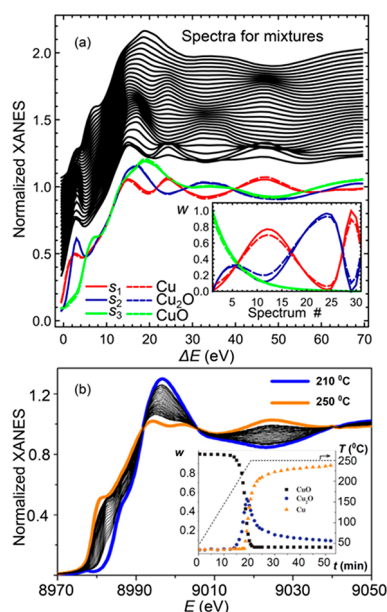 (a)
Spectra for mixtures
Normalized XANES
2.0
1.5
1.0
0.5
0.0
w
1.0
0.8
0.6
0.4
0.2
0.0
5 10 15 20 25 30
Spectrum #
s₁ Cu
s₂ Cu₂O
s₃ CuO
0 10 20 30 40 50 60 70
ΔE (eV)
(b)
210 ⁰C
250 ⁰C
Normalized XANES
1.2
0.8
0.4
0
w
0.8
0.6
0.4
0.2
T (⁰C)
250
200
150
100
50
CuO
Cu₂O
Cu
0 10 20 30 40 50 t (min)
8970 8990 9010 9030 9050
E (eV)